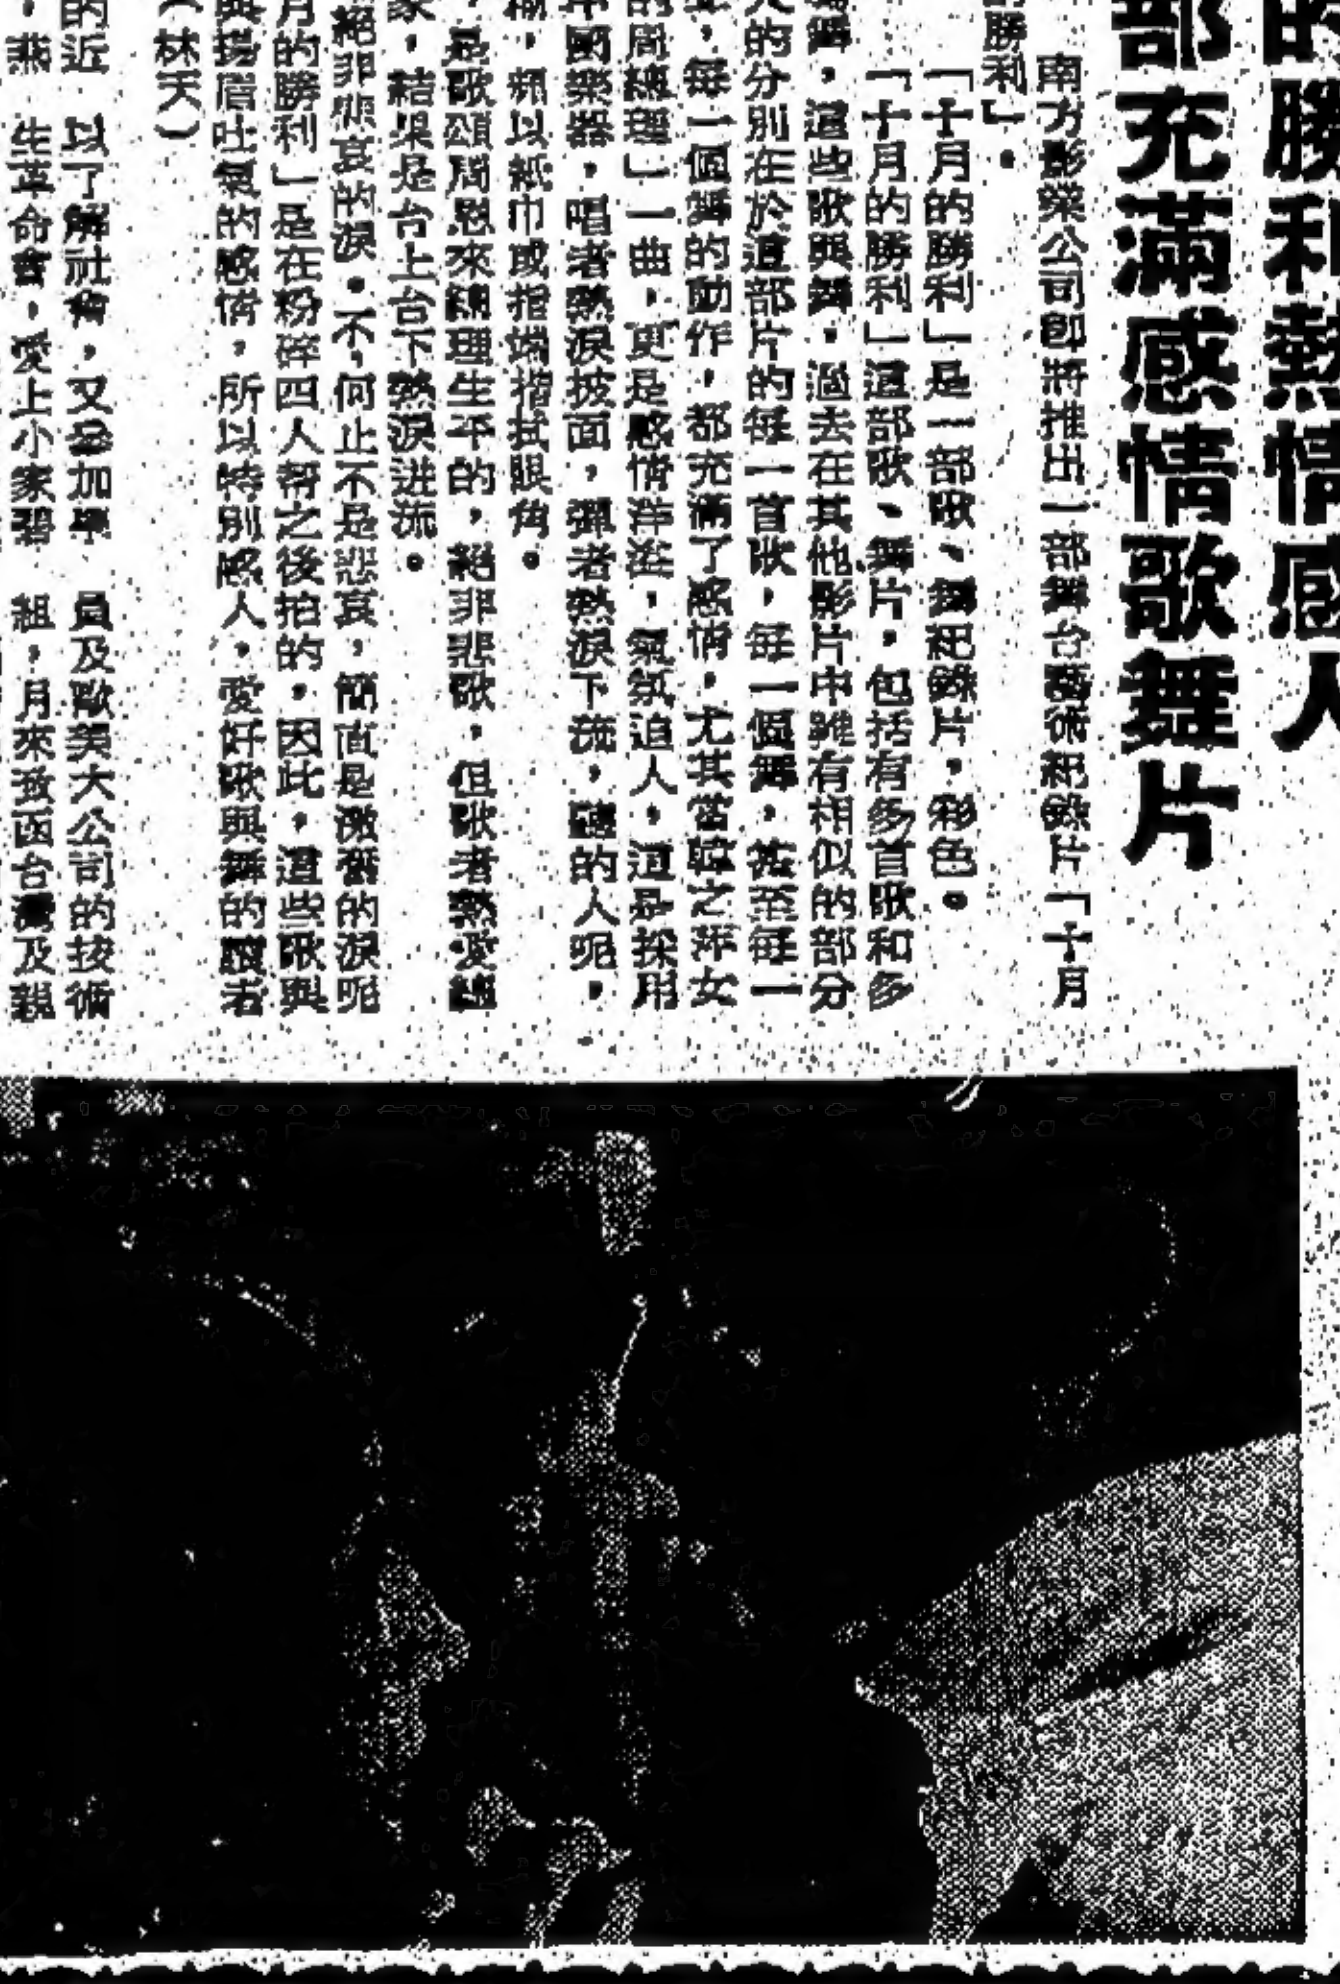 的勝利熱情感人
部充滿感情歌舞片
南方影業公司即將推出一部舞台藝術紀錄片「十月
勝利」。
「十月的勝利」是一部歌、舞紀錄片，彩色。
「十月的勝利」這部歌、舞片，包括有多首歌和多
舞，這些歌與舞，過去在其他影片中雖有相似的部分
的分別在於這部片的每一首歌，每一個舞，甚至每一
，每一個舞的動作，都充滿了感情，尤其當韓之萍女
的周總理」一曲，更是感情洋溢，氣氛迫人，這是採用
中國樂器，唱者熱淚披面，彈者熱淚下流，聽的人呢，
，頻以紙巾或指端揩拭眼角。
是歌頌周恩來總理生平的，絕非悲歌，但歌者熱愛總
家，結果是台上台下熱淚迸流。
絕非悲哀的淚。不，何止不是悲哀，簡直是激奮的淚呢
月的勝利」是在粉碎四人幫之後拍的，因此，這些歌與
與揚眉吐氣的感情，所以特別感人，愛好歌與舞的讀者
（林天）
的近 以了解社會，又參加學 員及歐美大公司的技術
，燕 生革命會，愛上小家碧 組，月來致函台灣及親